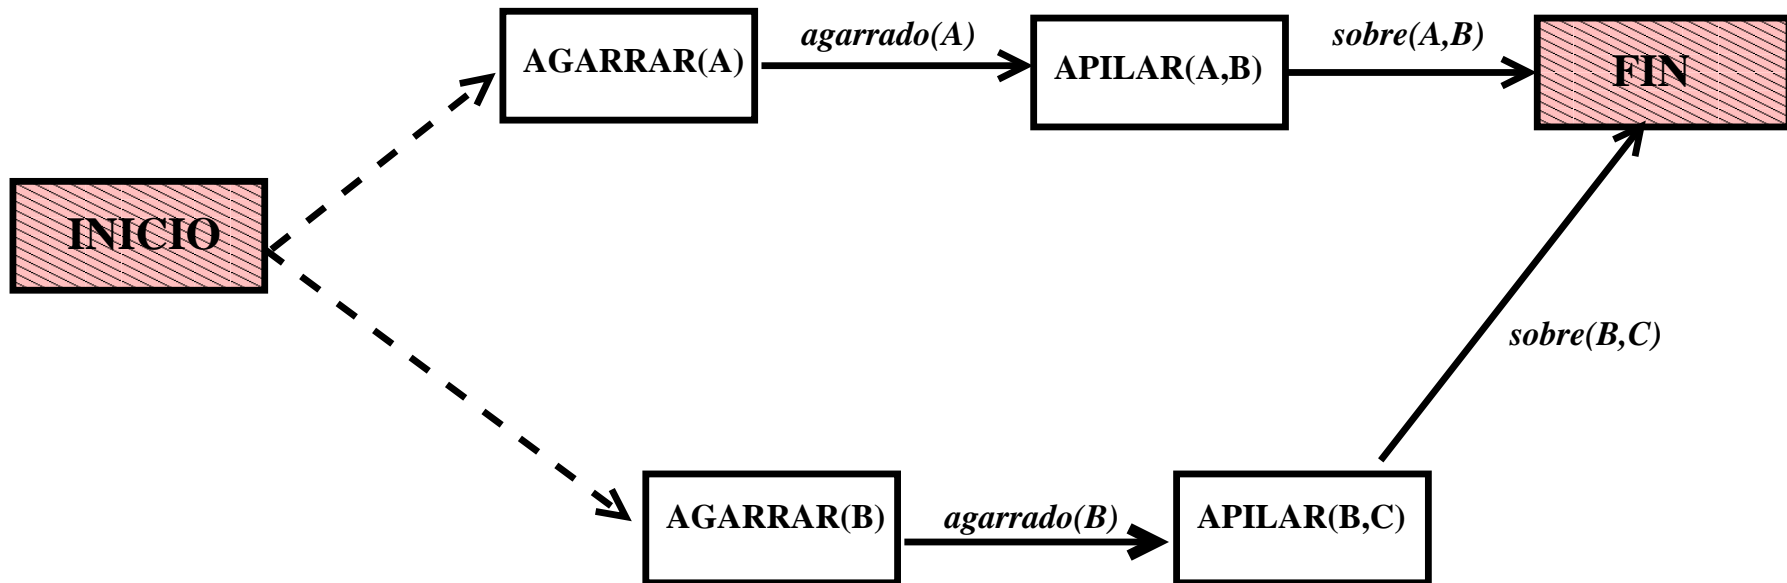 AGARRAR(A)
agarrado(A)
APILAR(A,B)
sobre(A,B)
FIN
INICIO
sobre(B,C)
AGARRAR(B)
agarrado(B)
APILAR(B,C)